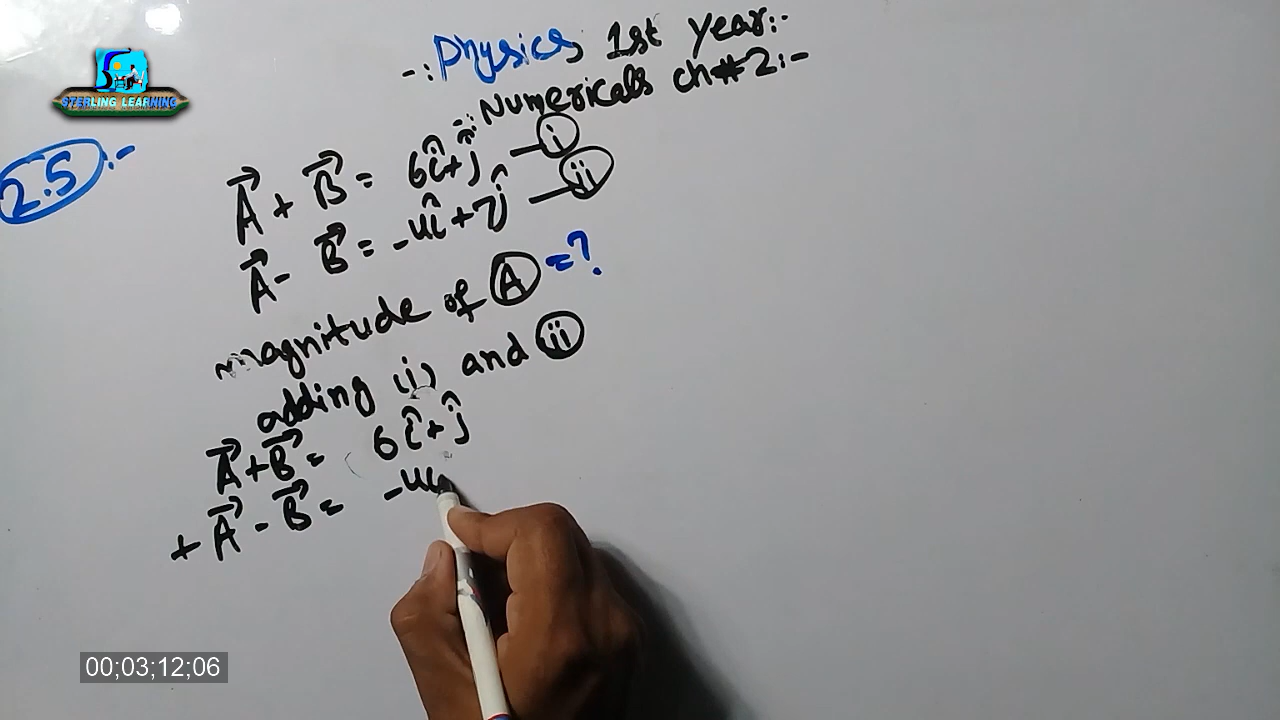 STERLING LEARNING
-: Physics 1st year:-
-:: Numericals ch#2:-
2.5:-
A⃗ + B⃗ = 6î+ĵ — i
A⃗ - B⃗ = -4î+7ĵ — ii
magnitude of A =?
adding (i) and ii
A⃗+B⃗ = 6î+ĵ
+ A⃗ - B⃗ = -4i
00;03;12;06